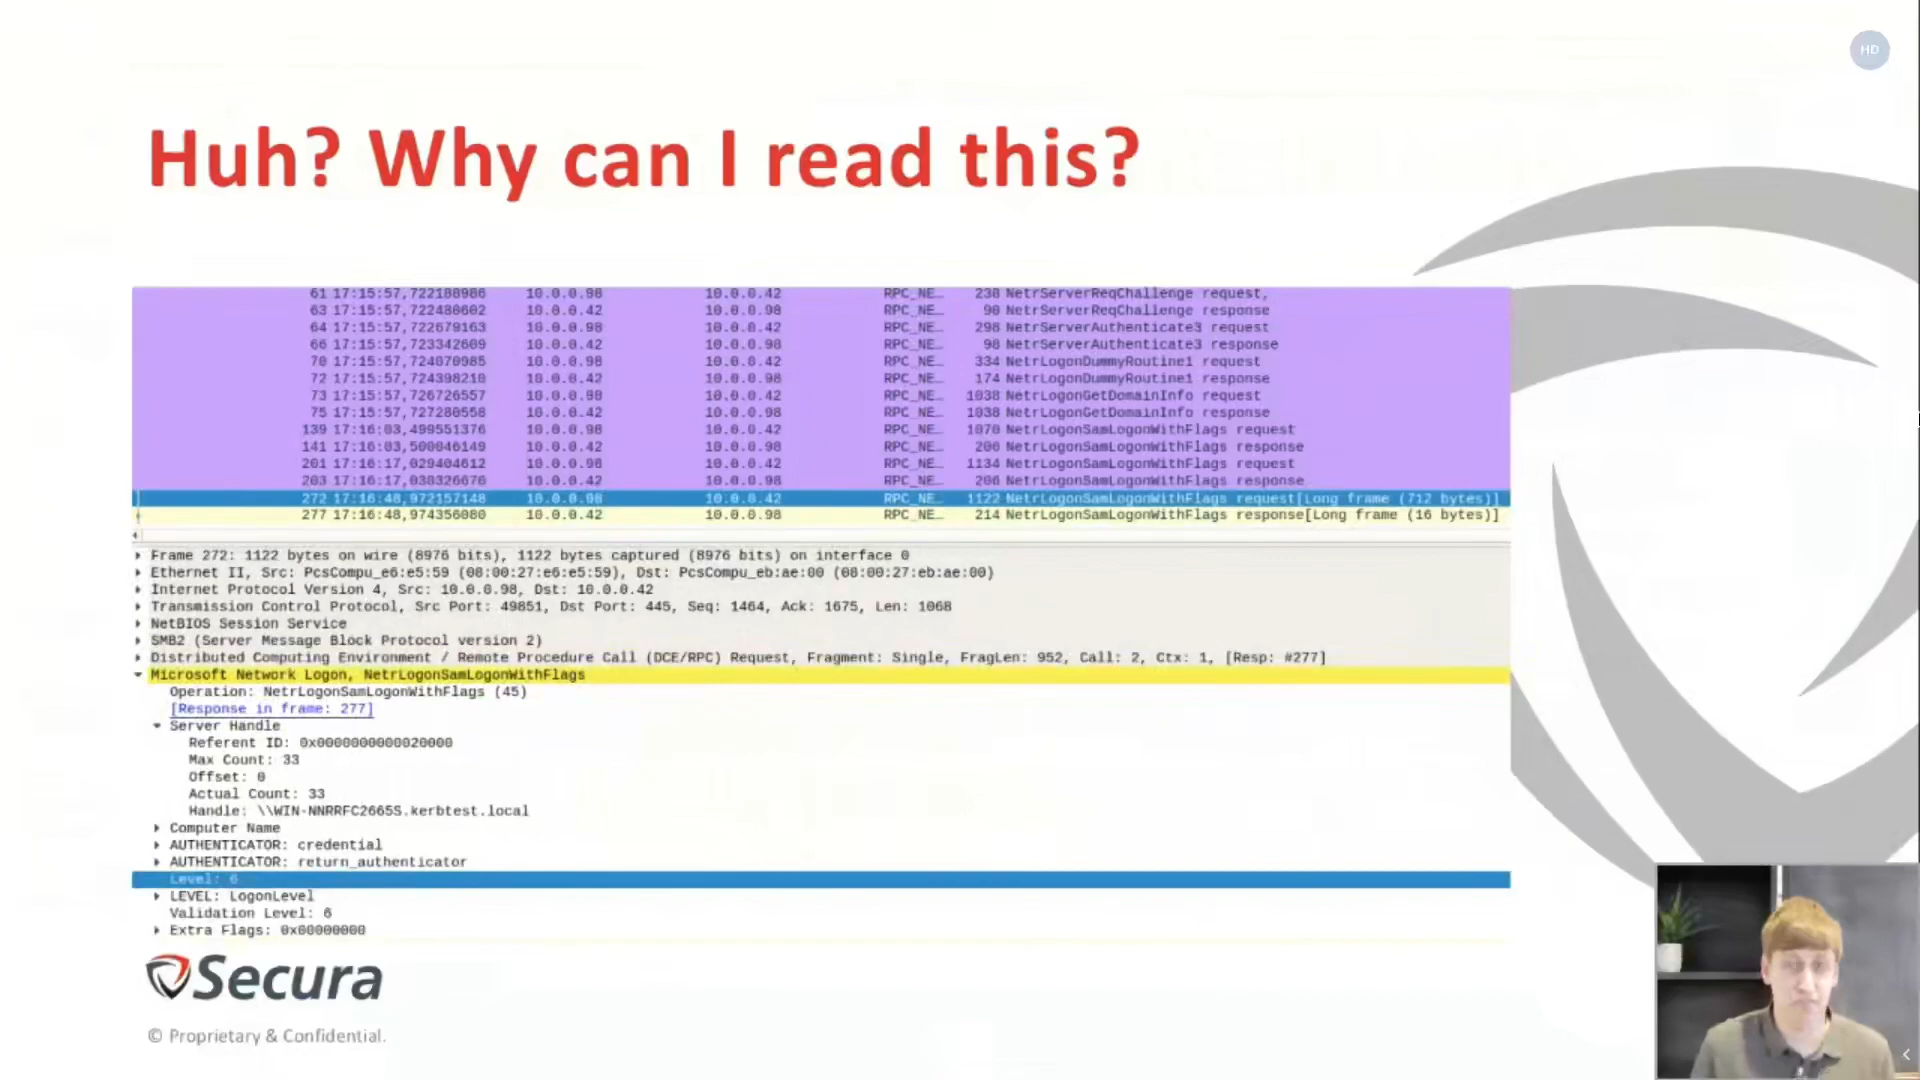 HD
Huh? Why can I read this?
61 17:15:57,722188986 10.0.0.98 10.0.0.42 RPC_NE… 238 NetrServerReqChallenge request,
63 17:15:57,722480602 10.0.0.42 10.0.0.98 RPC_NE… 90 NetrServerReqChallenge response
64 17:15:57,722679163 10.0.0.98 10.0.0.42 RPC_NE… 298 NetrServerAuthenticate3 request
66 17:15:57,723342609 10.0.0.42 10.0.0.98 RPC_NE… 98 NetrServerAuthenticate3 response
70 17:15:57,724070985 10.0.0.98 10.0.0.42 RPC_NE… 334 NetrLogonDummyRoutine1 request
72 17:15:57,724398210 10.0.0.42 10.0.0.98 RPC_NE… 174 NetrLogonDummyRoutine1 response
73 17:15:57,726726557 10.0.0.98 10.0.0.42 RPC_NE… 1038 NetrLogonGetDomainInfo request
75 17:15:57,727280558 10.0.0.42 10.0.0.98 RPC_NE… 1038 NetrLogonGetDomainInfo response
139 17:16:03,499551376 10.0.0.98 10.0.0.42 RPC_NE… 1070 NetrLogonSamLogonWithFlags request
141 17:16:03,500046149 10.0.0.42 10.0.0.98 RPC_NE… 206 NetrLogonSamLogonWithFlags response
201 17:16:17,029404612 10.0.0.98 10.0.0.42 RPC_NE… 1134 NetrLogonSamLogonWithFlags request
203 17:16:17,030326676 10.0.0.42 10.0.0.98 RPC_NE… 206 NetrLogonSamLogonWithFlags response
272 17:16:48,972157148 10.0.0.98 10.0.0.42 RPC_NE… 1122 NetrLogonSamLogonWithFlags request[Long frame (712 bytes)]
277 17:16:48,974356080 10.0.0.42 10.0.0.98 RPC_NE… 214 NetrLogonSamLogonWithFlags response[Long frame (16 bytes)]
Frame 272: 1122 bytes on wire (8976 bits), 1122 bytes captured (8976 bits) on interface 0
Ethernet II, Src: PcsCompu_e6:e5:59 (08:00:27:e6:e5:59), Dst: PcsCompu_eb:ae:00 (08:00:27:eb:ae:00)
Internet Protocol Version 4, Src: 10.0.0.98, Dst: 10.0.0.42
Transmission Control Protocol, Src Port: 49851, Dst Port: 445, Seq: 1464, Ack: 1675, Len: 1068
NetBIOS Session Service
SMB2 (Server Message Block Protocol version 2)
Distributed Computing Environment / Remote Procedure Call (DCE/RPC) Request, Fragment: Single, FragLen: 952, Call: 2, Ctx: 1, [Resp: #277]
Microsoft Network Logon, NetrLogonSamLogonWithFlags
Operation: NetrLogonSamLogonWithFlags (45)
[Response in frame: 277]
Server Handle
Referent ID: 0x0000000000020000
Max Count: 33
Offset: 0
Actual Count: 33
Handle: \\WIN-NNRRFC2665S.kerbtest.local
Computer Name
AUTHENTICATOR: credential
AUTHENTICATOR: return_authenticator
Level: 6
LEVEL: LogonLevel
Validation Level: 6
Extra Flags: 0x00000000
Secura
© Proprietary & Confidential.